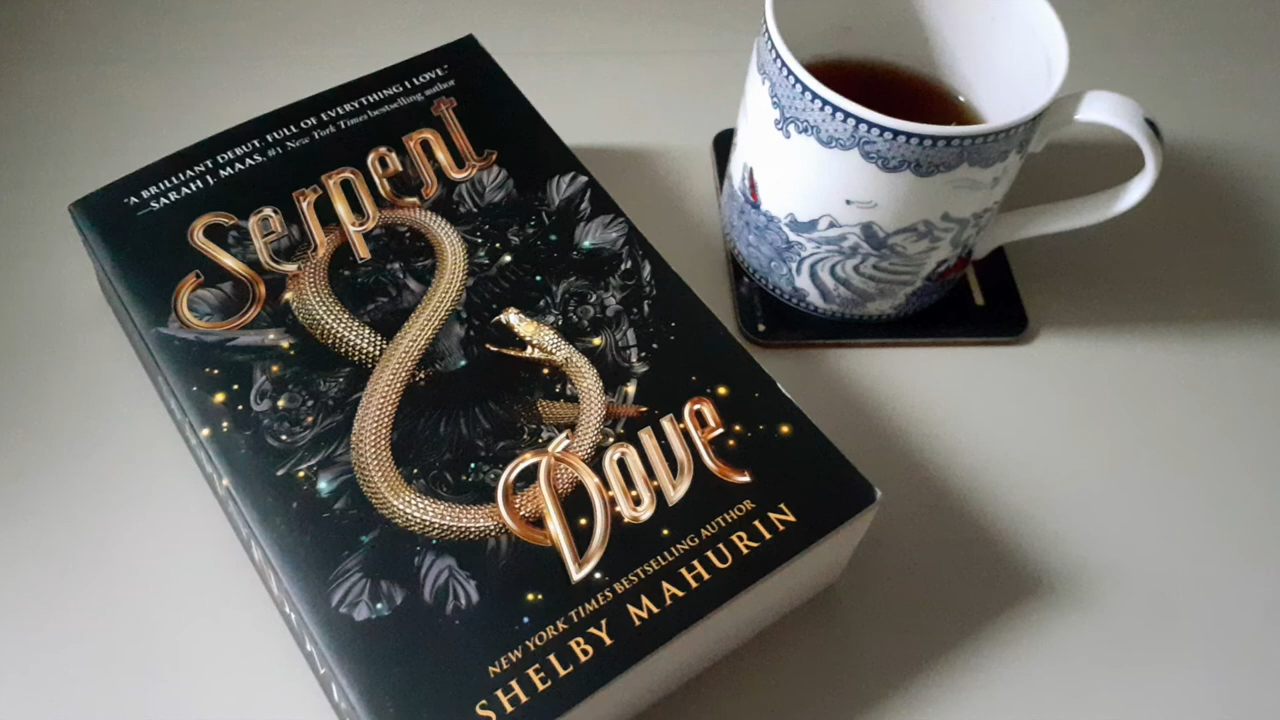 "A BRILLIANT DEBUT, FULL OF EVERYTHING I LOVE."
—SARAH J. MAAS, #1 New York Times bestselling author
Serpent
&
Dove
NEW YORK TIMES BESTSELLING AUTHOR
SHELBY MAHURIN